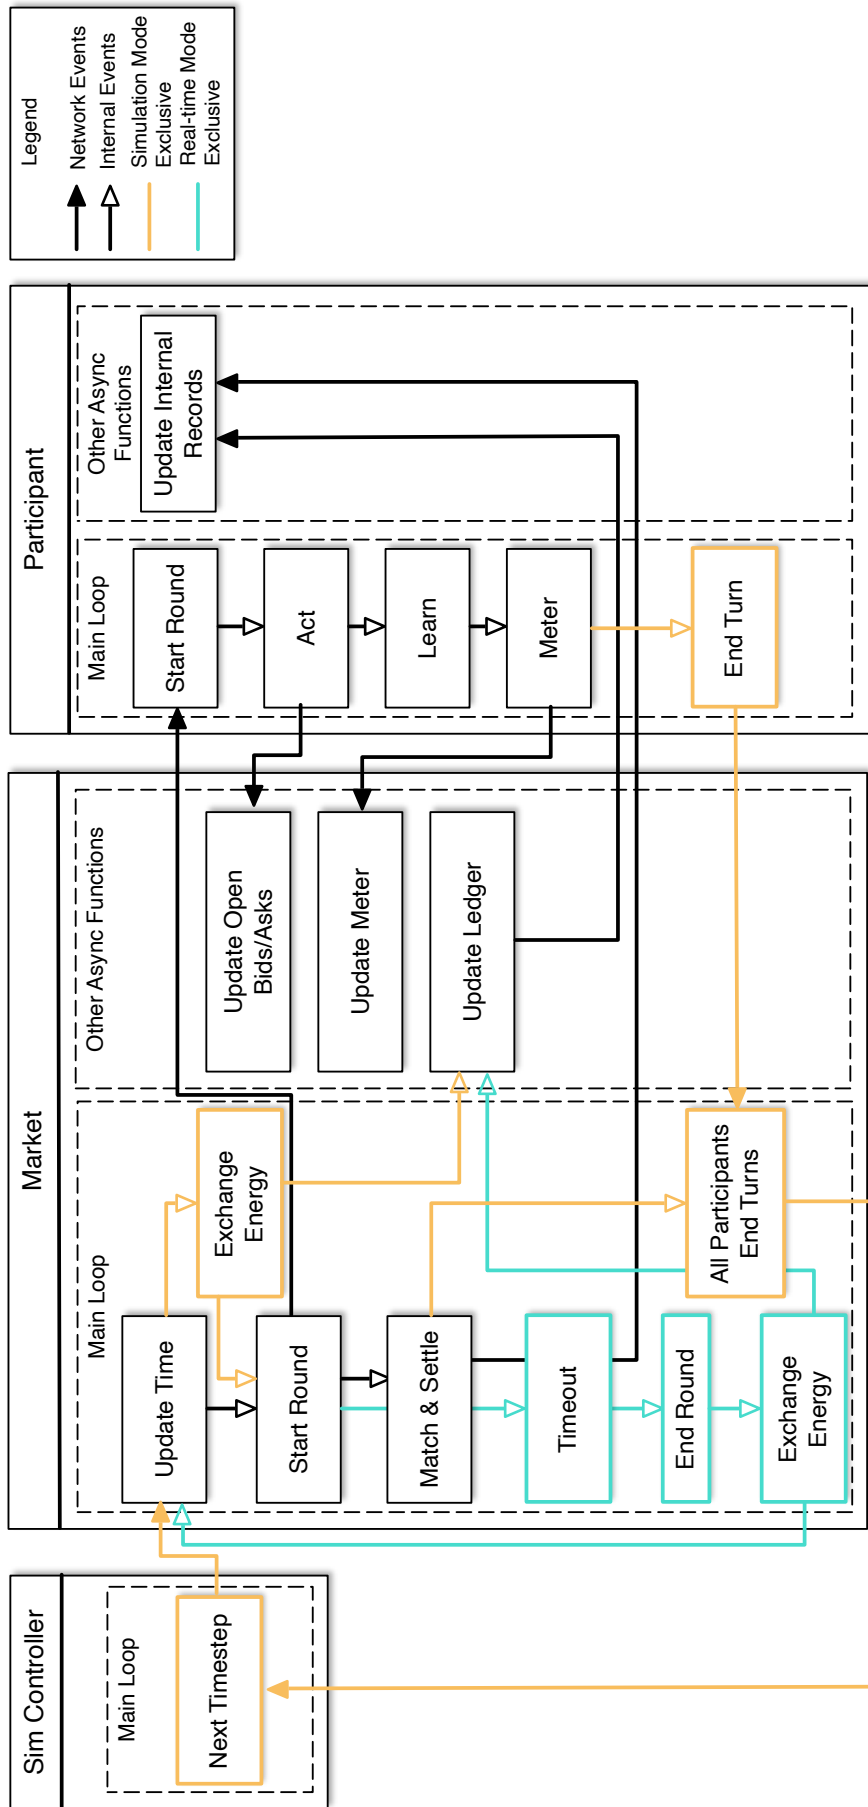 Sim Controller
Main Loop
Next Timestep
Market
Main Loop
Update Time
Exchange
Energy
Start Round
Match & Settle
Timeout
End Round
Exchange
Energy
All Participants
End Turns
Other Async Functions
Update Open
Bids/Asks
Update Meter
Update Ledger
Participant
Main Loop
Start Round
Act
Learn
Meter
End Turn
Other Async
Functions
Update Internal
Records
Legend
Network Events
Internal Events
Simulation Mode
Exclusive
Real-time Mode
Exclusive